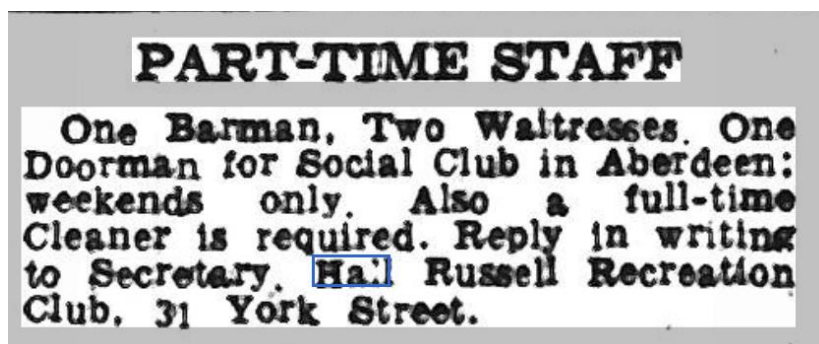 PART-TIME STAFF
One Barman, Two Waitresses. One
Doorman for Social Club in Aberdeen;
weekends only. Also a full-time
Cleaner is required. Reply in writing
to Secretary, Hall Russell Recreation
Club, 31 York Street.